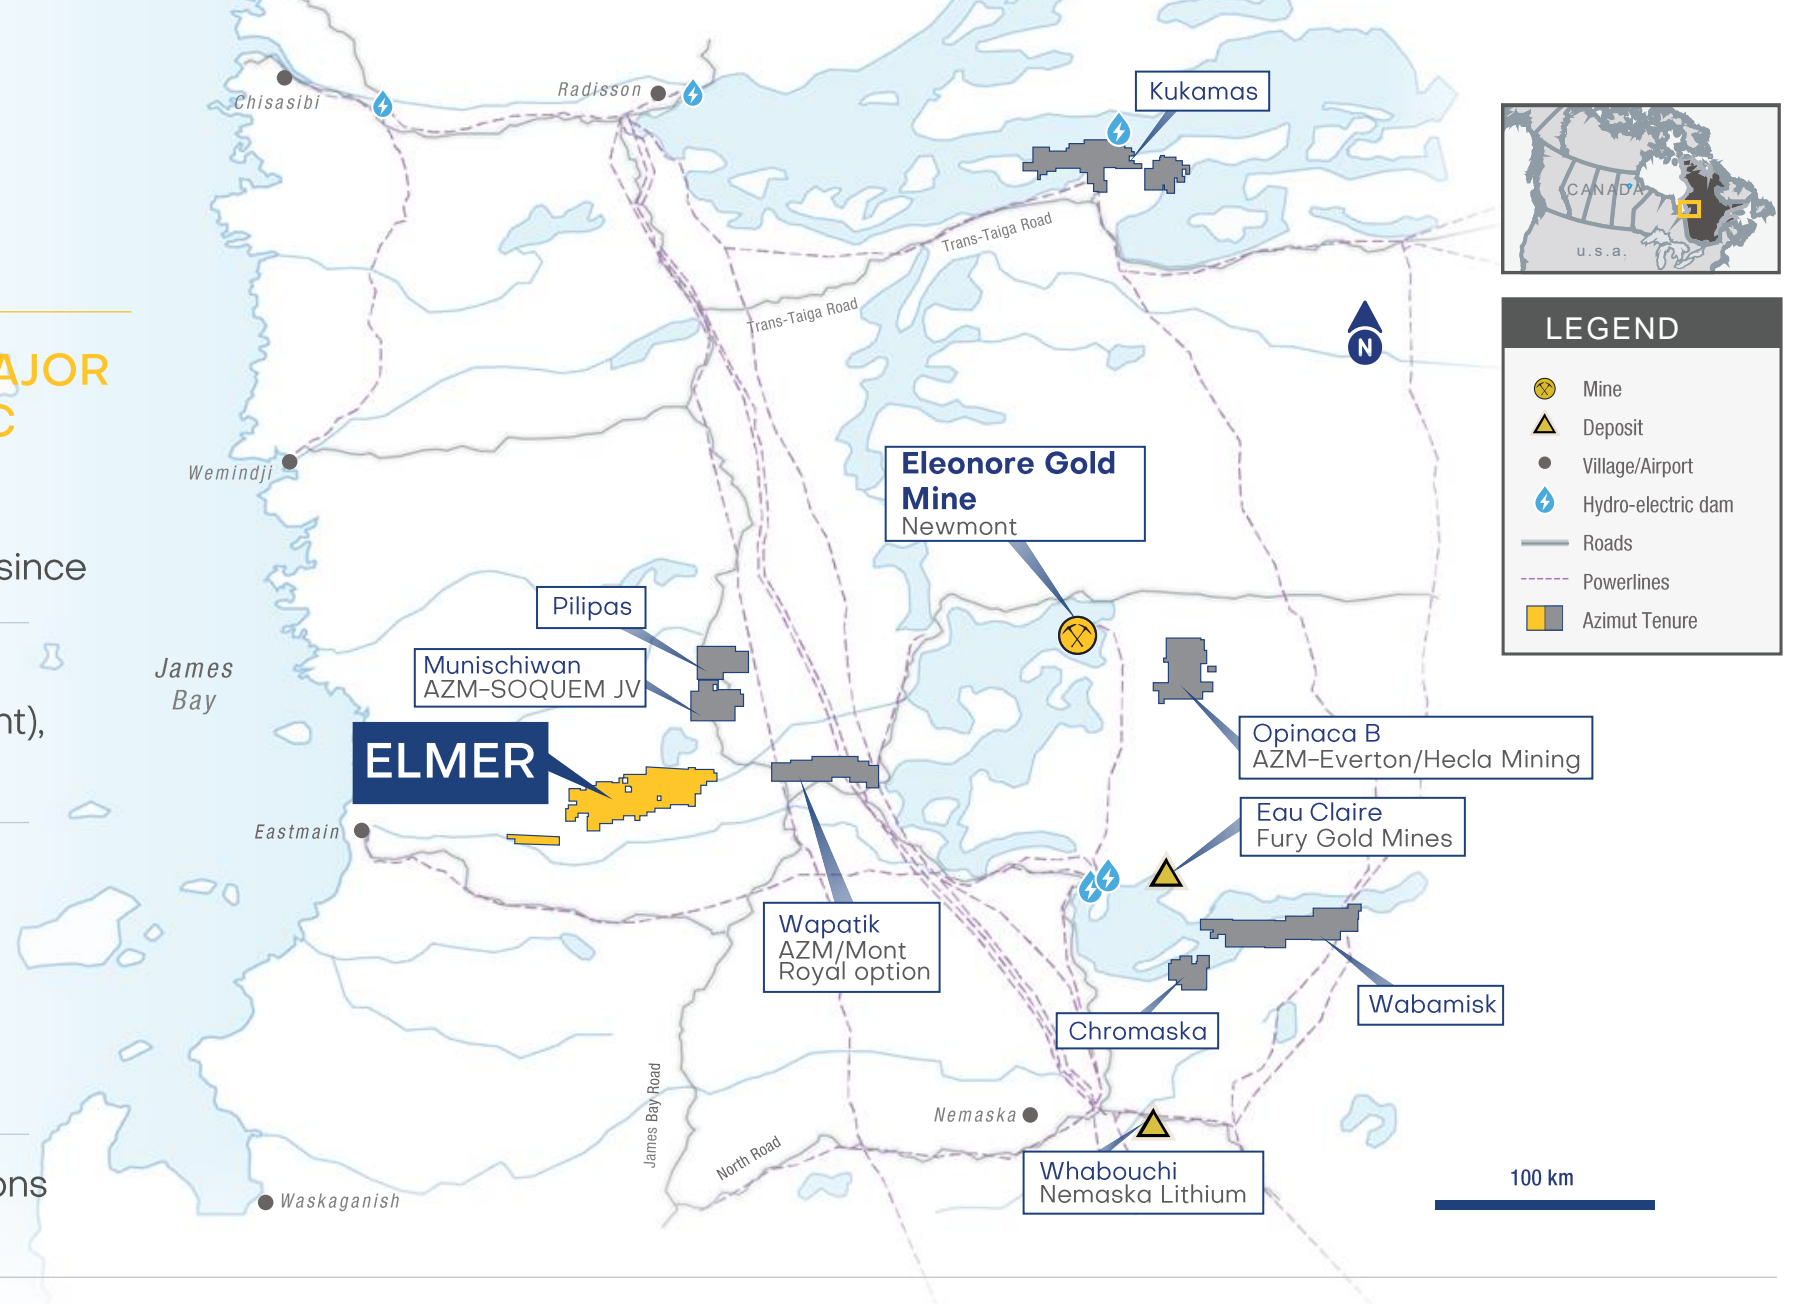 Chisasibi
Radisson
Kukamas
CANADA
u.s.a.
Trans-Taiga Road
Trans-Taiga Road
N
LEGEND
Mine
Deposit
Village/Airport
Hydro-electric dam
Roads
Powerlines
Azimut Tenure
AJOR
C
Wemindji
Eleonore Gold
Mine
Newmont
since
Pilipas
Munischiwan
AZM-SOQUEM JV
James
Bay
nt),
ELMER
Opinaca B
AZM-Everton/Hecla Mining
Eau Claire
Fury Gold Mines
Eastmain
Wapatik
AZM/Mont
Royal option
Wabamisk
Chromaska
James Bay Road
Nemaska
North Road
Whabouchi
Nemaska Lithium
ons
Waskaganish
100 km